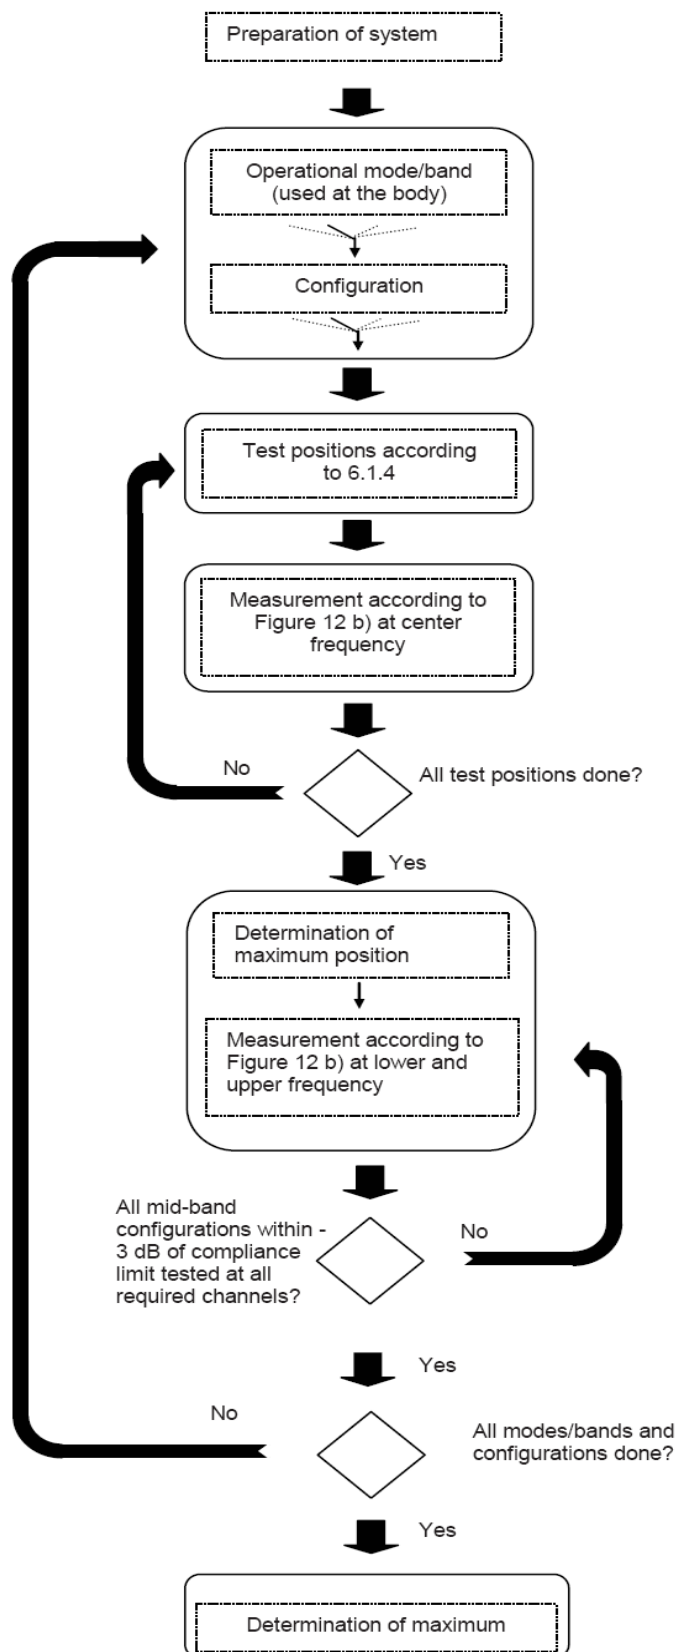 Preparation of system
Operational mode/band
(used at the body)
Configuration
Test positions according
to 6.1.4
Measurement according to
Figure 12 b) at center
frequency
No
All test positions done?
Yes
Determination of
maximum position
Measurement according to
Figure 12 b) at lower and
upper frequency
All mid-band
configurations within -
3 dB of compliance
limit tested at all
required channels?
No
Yes
No
All modes/bands and
configurations done?
Yes
Determination of maximum